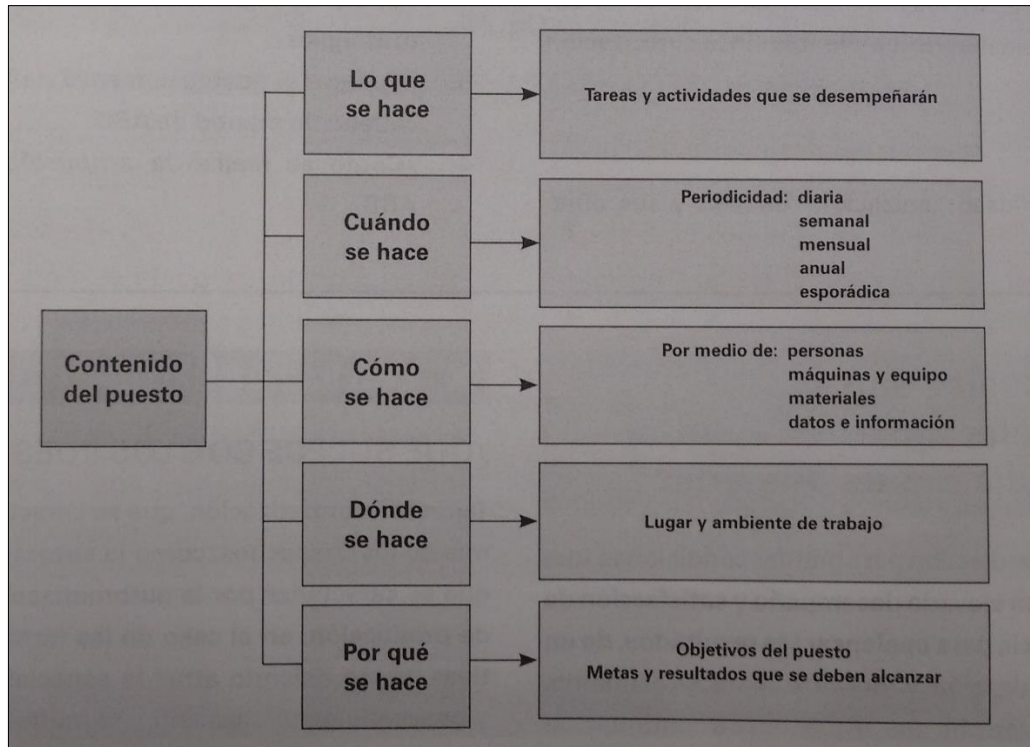 Lo que
se hace
Tareas y actividades que se desempeñarán
Cuándo
se hace
Periodicidad: diaria
semanal
mensual
anual
esporádica
Contenido
del puesto
Cómo
se hace
Por medio de: personas
máquinas y equipo
materiales
datos e información
Dónde
se hace
Lugar y ambiente de trabajo
Por qué
se hace
Objetivos del puesto
Metas y resultados que se deben alcanzar